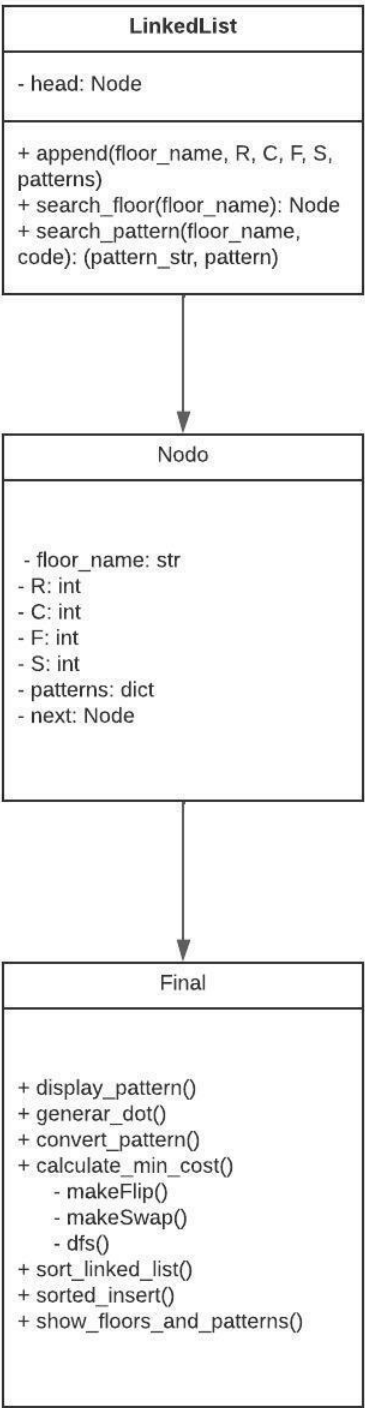 LinkedList
- head: Node
+ append(floor_name, R, C, F, S,
patterns)
+ search_floor(floor_name): Node
+ search_pattern(floor_name,
code): (pattern_str, pattern)
Nodo
- floor_name: str
- R: int
- C: int
- F: int
- S: int
- patterns: dict
- next: Node
Final
+ display_pattern()
+ generar_dot()
+ convert_pattern()
+ calculate_min_cost()
- makeFlip()
- makeSwap()
- dfs()
+ sort_linked_list()
+ sorted_insert()
+ show_floors_and_patterns()